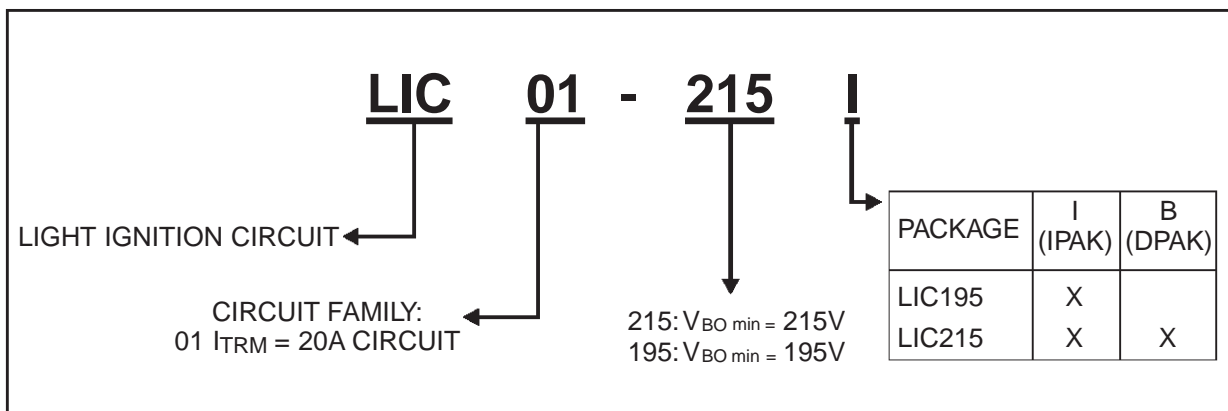 LIC 01 - 215 I
LIGHT IGNITION CIRCUIT
CIRCUIT FAMILY:
01 ITRM = 20A CIRCUIT
215: VBO min = 215V
195: VBO min = 195V
PACKAGE I (IPAK) B (DPAK)
LIC195 X
LIC215 X X